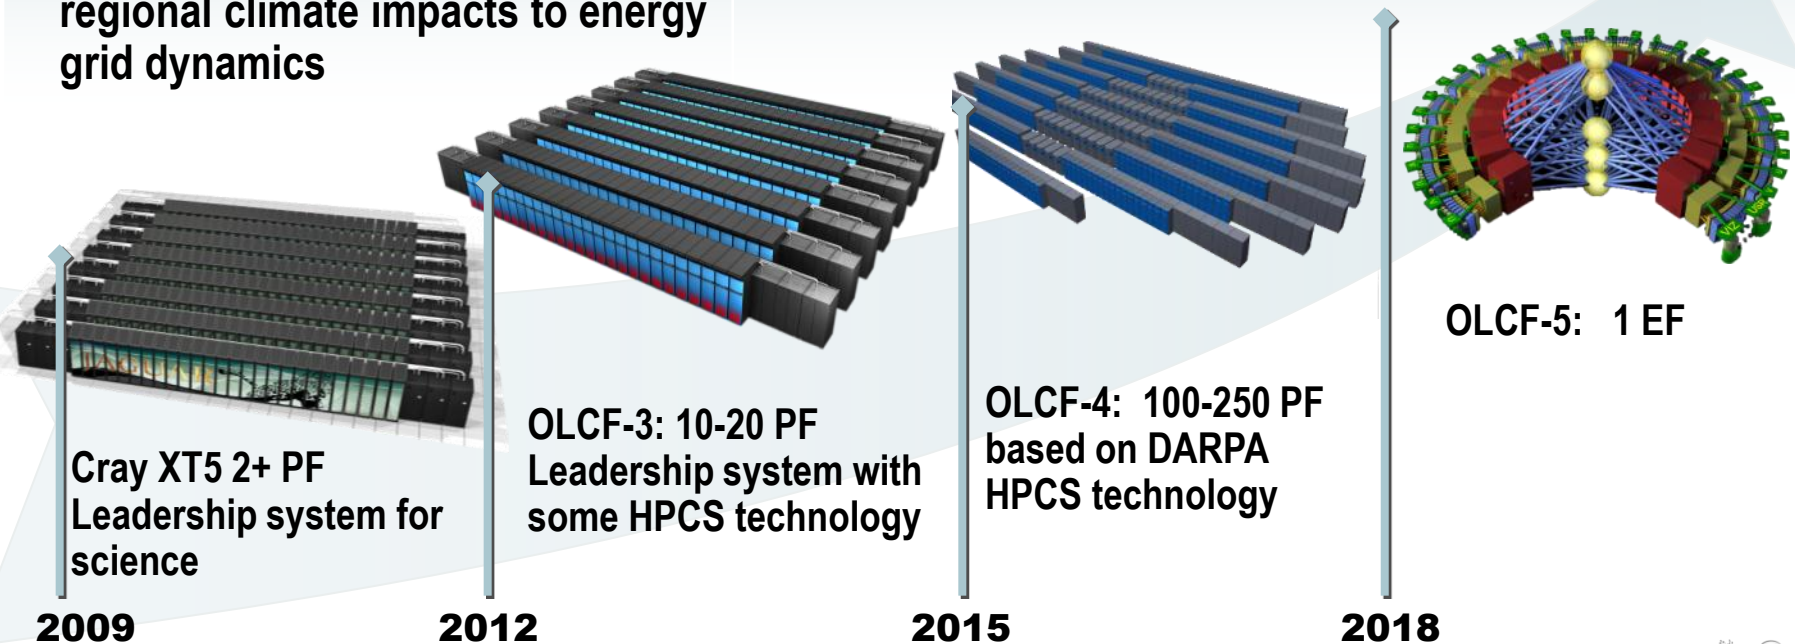 regional climate impacts to energy
grid dynamics
JAGUAR
Cray XT5 2+ PF
Leadership system for
science
OLCF-3: 10-20 PF
Leadership system with
some HPCS technology
OLCF-4: 100-250 PF
based on DARPA
HPCS technology
OLCF-5: 1 EF
VIZ
2009
2012
2015
2018